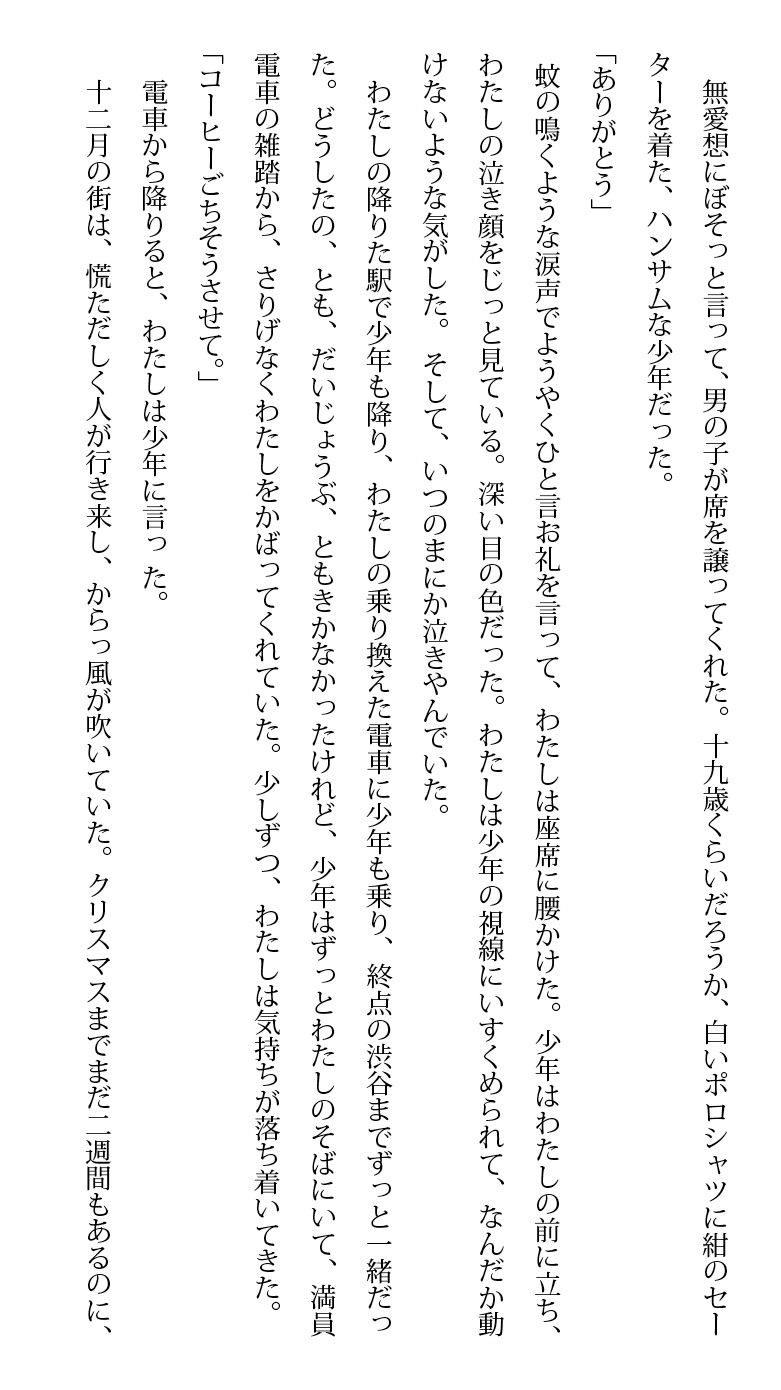 無愛想にぼそっと言って、男の子が席を譲ってくれた。十九歳くらいだろうか、白いポロシャツに紺のセー
ターを着た、ハンサムな少年だった。
「ありがとう」
蚊の鳴くような涙声でようやくひと言お礼を言って、わたしは座席に腰かけた。少年はわたしの前に立ち、
わたしの泣き顔をじっと見ている。深い目の色だった。わたしは少年の視線にいすくめられて、なんだか動
けないような気がした。そして、いつのまにか泣きやんでいた。
わたしの降りた駅で少年も降り、わたしの乗り換えた電車に少年も乗り、終点の渋谷までずっと一緒だっ
た。どうしたの、とも、だいじょうぶ、ともきかなかったけれど、少年はずっとわたしのそばにいて、満員
電車の雑踏から、さりげなくわたしをかばってくれていた。少しずつ、わたしは気持ちが落ち着いてきた。
「コーヒーごちそうさせて。」
電車から降りると、わたしは少年に言った。
十二月の街は、慌ただしく人が行き来し、からっ風が吹いていた。クリスマスまでまだ二週間もあるのに、